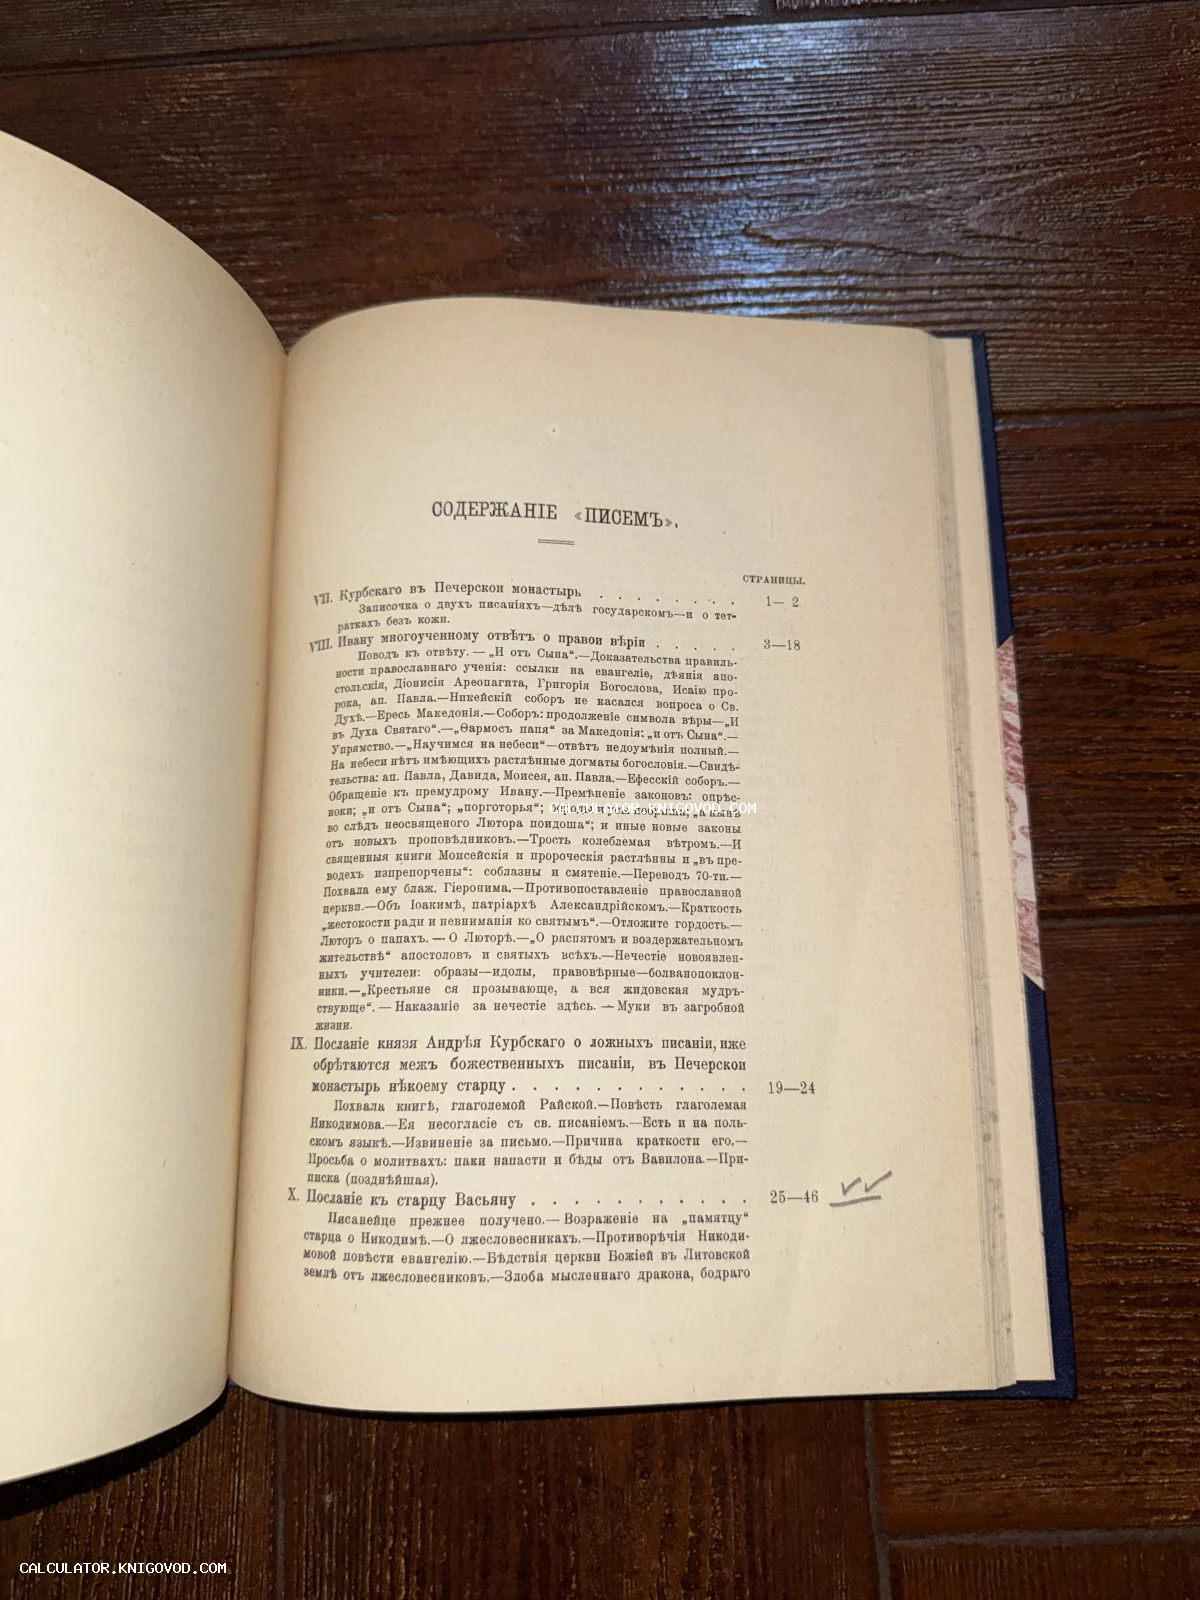 СОДЕРЖАНІЕ «ПИСЕМЪ».
СТРАНИЦЫ.
VII. Курбскаго въ Печерскои монастырь . . . . . . . . 1— 2
Записочка о двухъ писаніяхъ—дѣлѣ государскомъ—и о тет-
раткахъ безъ кожи.
VIII. Ивану многоученному отвѣтъ о правои вѣріи . . . . . 3—18
Поводъ къ отвѣту. — „И отъ Сына“.—Доказательства правиль-
ности православнаго ученія: ссылки на евангеліе, дѣянія апо-
стольскія, Діонисія Ареопагита, Григорія Богослова, Исаію про-
рока, ап. Павла.—Никейскій соборъ не касался вопроса о Св.
Духѣ.—Ересь Македонія.—Соборъ: продолженіе символа вѣры—„И
въ Духа Святаго“.—„Ѳармосъ папя“ за Македонія: „и отъ Сына“.—
Упрямство.—„Научимся на небеси“—отвѣтъ недоумѣнія полный.—
На небеси нѣтъ имѣющихъ растлѣнные догматы богословія.—Свидѣ-
тельства: ап. Павла, Давида, Моисея, ап. Павла.—Ефесскій соборъ.—
Обращеніе къ премудрому Ивану.—Премѣненіе законовъ: опрѣс-
ноки; „и отъ Сына“; „порготорья“; „а нынѣ
во слѣдъ неосвященого Лютора поидоша“; и иные новые законы
отъ новыхъ проповѣдниковъ.—Трость колеблемая вѣтромъ.—И
священныя книги Моисейскія и пророческія растлѣнны и „въ пре-
водехъ изпрепорчены“: соблазны и смятеніе.—Переводъ 70-ти.—
Похвала ему блаж. Гіеронима.—Противопоставленіе православной
церкви.—Объ Іоакимѣ, патріархѣ Александрійскомъ.—Краткость
„жестокости ради и невниманія ко святымъ“.—Отложите гордость.—
Люторъ о папахъ. — О Люторѣ.—„О распятомъ и воздержательномъ
жительствѣ“ апостоловъ и святыхъ всѣхъ.—Нечестіе новоявлен-
ныхъ учителеи: образы—идолы, правовѣрные—болванопоклон-
ники.—„Крестьяне ся прозывающе, а вся жидовская мудръ-
ствующе“. — Наказаніе за нечестіе здѣсь. — Муки въ загробной
жизни.
IX. Посланіе князя Андрѣя Курбскаго о ложныхъ писаніи, иже
обрѣтаются межъ божественныхъ писаніи, въ Печерскои
монастырь нѣкоему старцу . . . . . . . . . . . . 19—24
Похвала книгѣ, глаголемой Райской.—Повѣсть глаголемая
Никодимова.—Ея несогласіе съ св. писаніемъ.—Есть и на поль-
скомъ языкѣ.—Извиненіе за письмо.—Причина краткости его.—
Просьба о молитвахъ: паки напасти и бѣды отъ Вавилона.—При-
писка (позднѣйшая).
X. Посланіе къ старцу Васьяну . . . . . . . . . . . 25—46
Писанейце прежнее получено.—Возраженіе на „памятцу“
старца о Никодимѣ.—О лжесловесникахъ.—Противорѣчія Никоди-
мовой повѣсти евангелію.—Бѣдствія церкви Божіей въ Литовской
землѣ отъ лжесловесниковъ.—Злоба мысленнаго дракона, бодраго
CALCULATOR.KNIGOVOD.COM
CALCULATOR.KNIGOVOD.COM